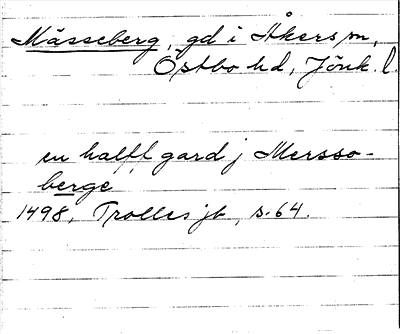 Mässeberg, gd i Åkers sn,
Östbo hd, Jönk. l.
en halff gard j Mersso-
berge
1498, Trolles jb, s. 64.